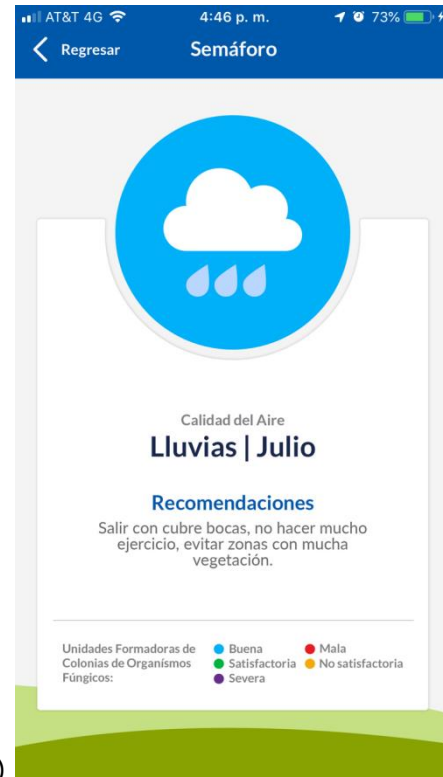 AT&T 4G 4:46 p. m. 73%
Regresar Semáforo
Calidad del Aire
Lluvias | Julio
Recomendaciones
Salir con cubre bocas, no hacer mucho
ejercicio, evitar zonas con mucha
vegetación.
Unidades Formadoras de Buena Mala
Colonias de Organísmos Satisfactoria No satisfactoria
Fúngicos: Severa
)